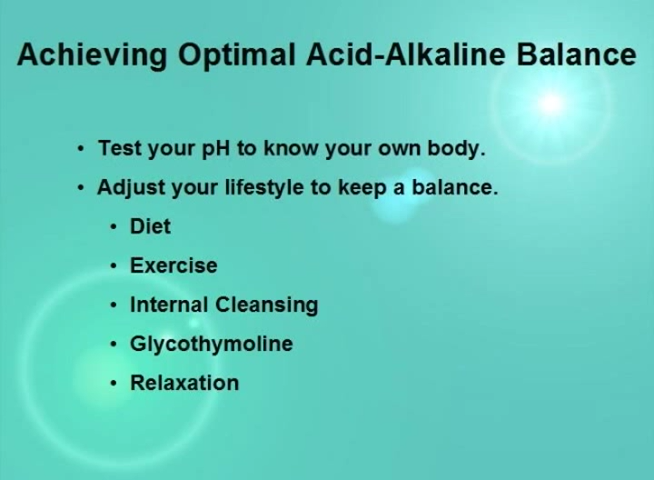 Achieving Optimal Acid-Alkaline Balance
• Test your pH to know your own body.
• Adjust your lifestyle to keep a balance.
• Diet
• Exercise
• Internal Cleansing
• Glycothymoline
• Relaxation